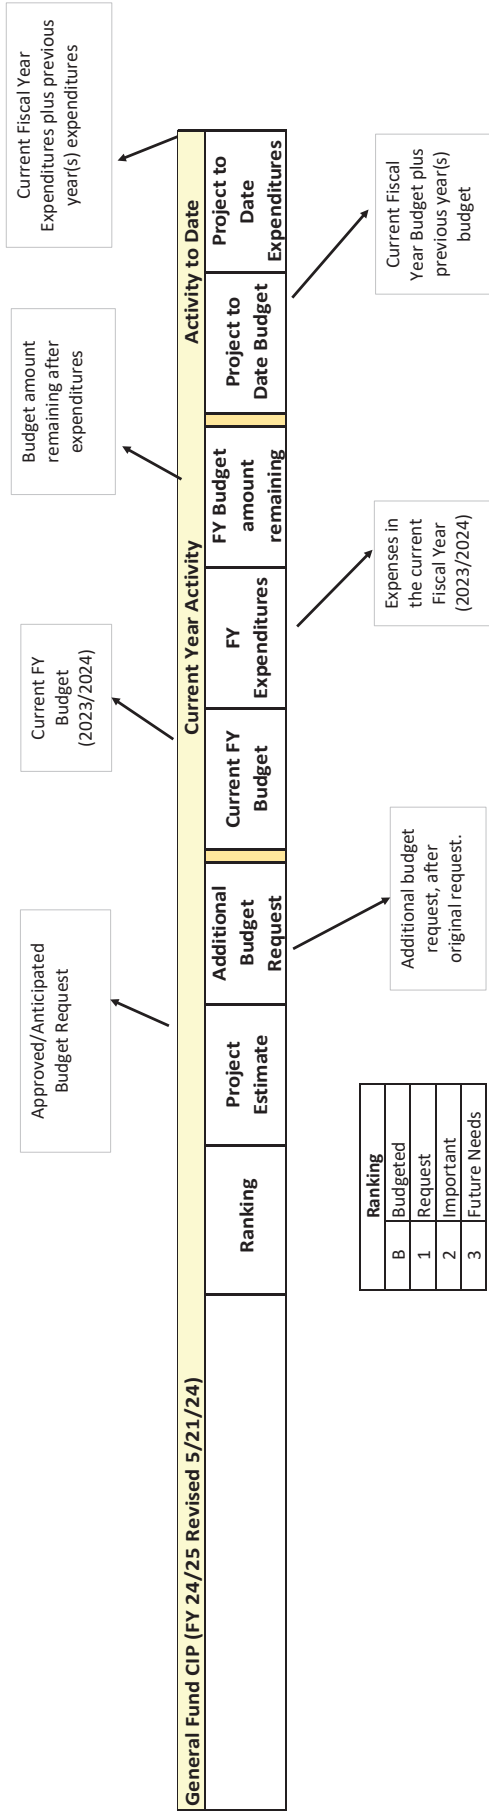 Approved/Anticipated
Budget Request
Current FY
Budget
(2023/2024)
Budget amount
remaining after
expenditures
Current Fiscal Year
Expenditures plus previous
year(s) expenditures
General Fund CIP (FY 24/25 Revised 5/21/24)
Current Year Activity
Activity to Date
Ranking
Project
Estimate
Additional
Budget
Request
Current FY
Budget
FY
Expenditures
FY Budget
amount
remaining
Project to
Date Budget
Project to
Date
Expenditures
Ranking
B Budgeted
1 Request
2 Important
3 Future Needs
Additional budget
request, after
original request.
Expenses in
the current
Fiscal Year
(2023/2024)
Current Fiscal
Year Budget plus
previous year(s)
budget